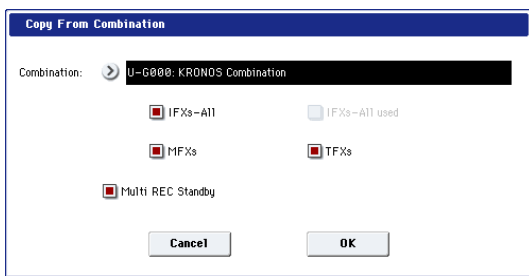 Copy From Combination
Combination: U-G000: KRONOS Combination
IFXs-All IFXs-All used
MFXs TFXs
Multi REC Standby
Cancel OK